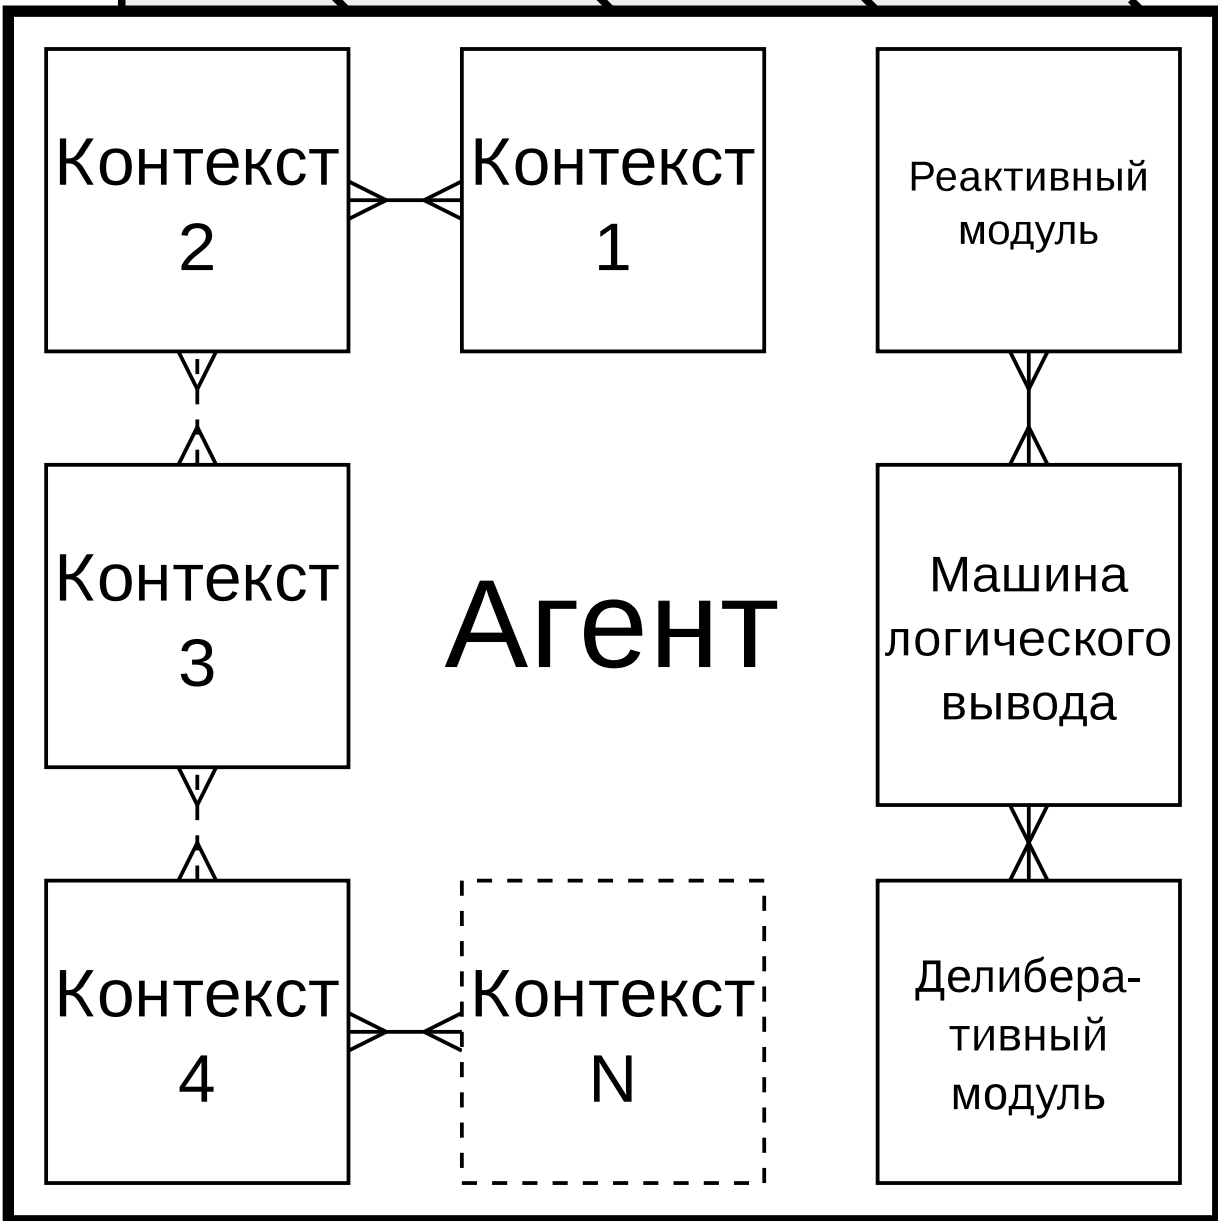 Контекст
2
Контекст
1
Реактивный
модуль
Контекст
3
Агент
Машина
логического
вывода
Контекст
4
Контекст
N
Делибера-
тивный
модуль